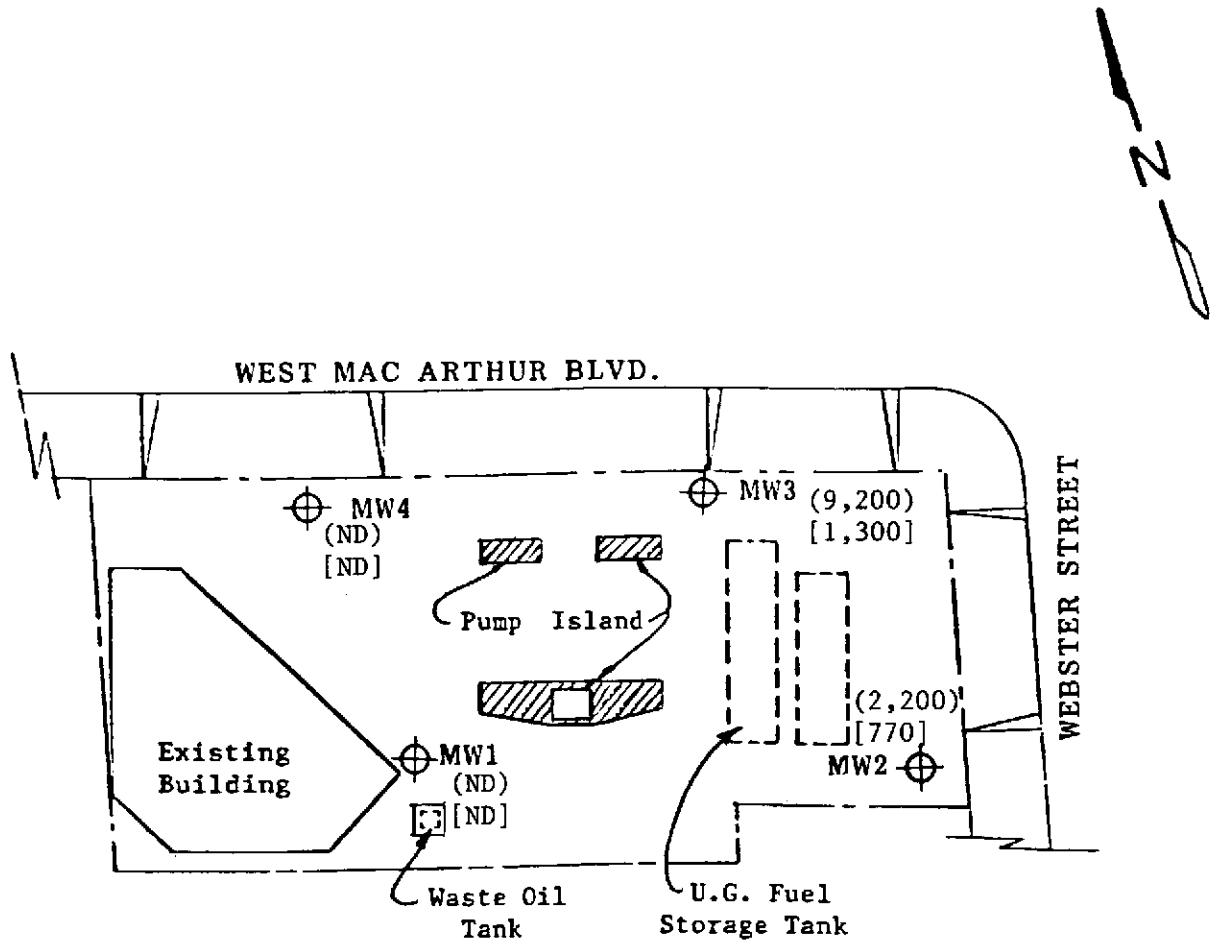 N
WEST MAC ARTHUR BLVD.
WEBSTER STREET
MW4
(ND)
[ND]
MW3
(9,200)
[1,300]
Pump Island
(2,200)
[770]
MW2
Existing
Building
MW1
(ND)
[ND]
Waste Oil
Tank
U.G. Fuel
Storage Tank